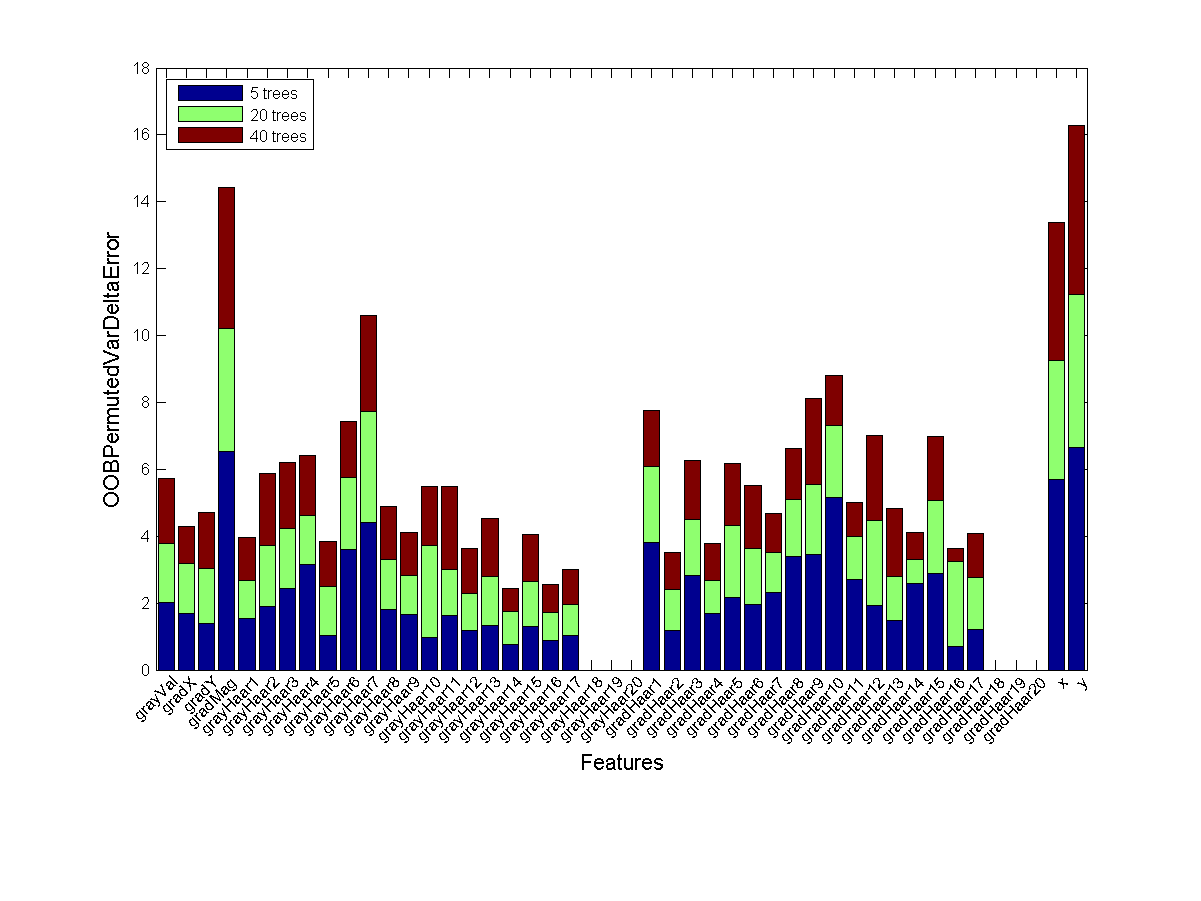 18
16
14
12
10
8
6
4
2
0
5 trees
20 trees
40 trees
OOBPermutedVarDeltaError
grayVal
gradX
gradY
gradMag
grayHaar1
grayHaar2
grayHaar3
grayHaar4
grayHaar5
grayHaar6
grayHaar7
grayHaar8
grayHaar9
grayHaar10
grayHaar11
grayHaar12
grayHaar13
grayHaar14
grayHaar15
grayHaar16
grayHaar17
grayHaar18
grayHaar19
grayHaar20
gradHaar1
gradHaar2
gradHaar3
gradHaar4
gradHaar5
gradHaar6
gradHaar7
gradHaar8
gradHaar9
gradHaar10
gradHaar11
gradHaar12
gradHaar13
gradHaar14
gradHaar15
gradHaar16
gradHaar17
gradHaar18
gradHaar19
gradHaar20
x
y
Features